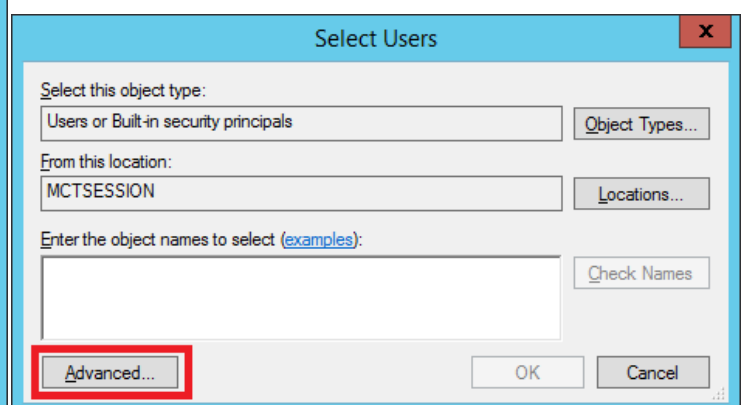 Select Users
x
Select this object type:
Users or Built-in security principals
Object Types...
From this location:
MCTSESSION
Locations...
Enter the object names to select (examples):
Check Names
Advanced...
OK
Cancel